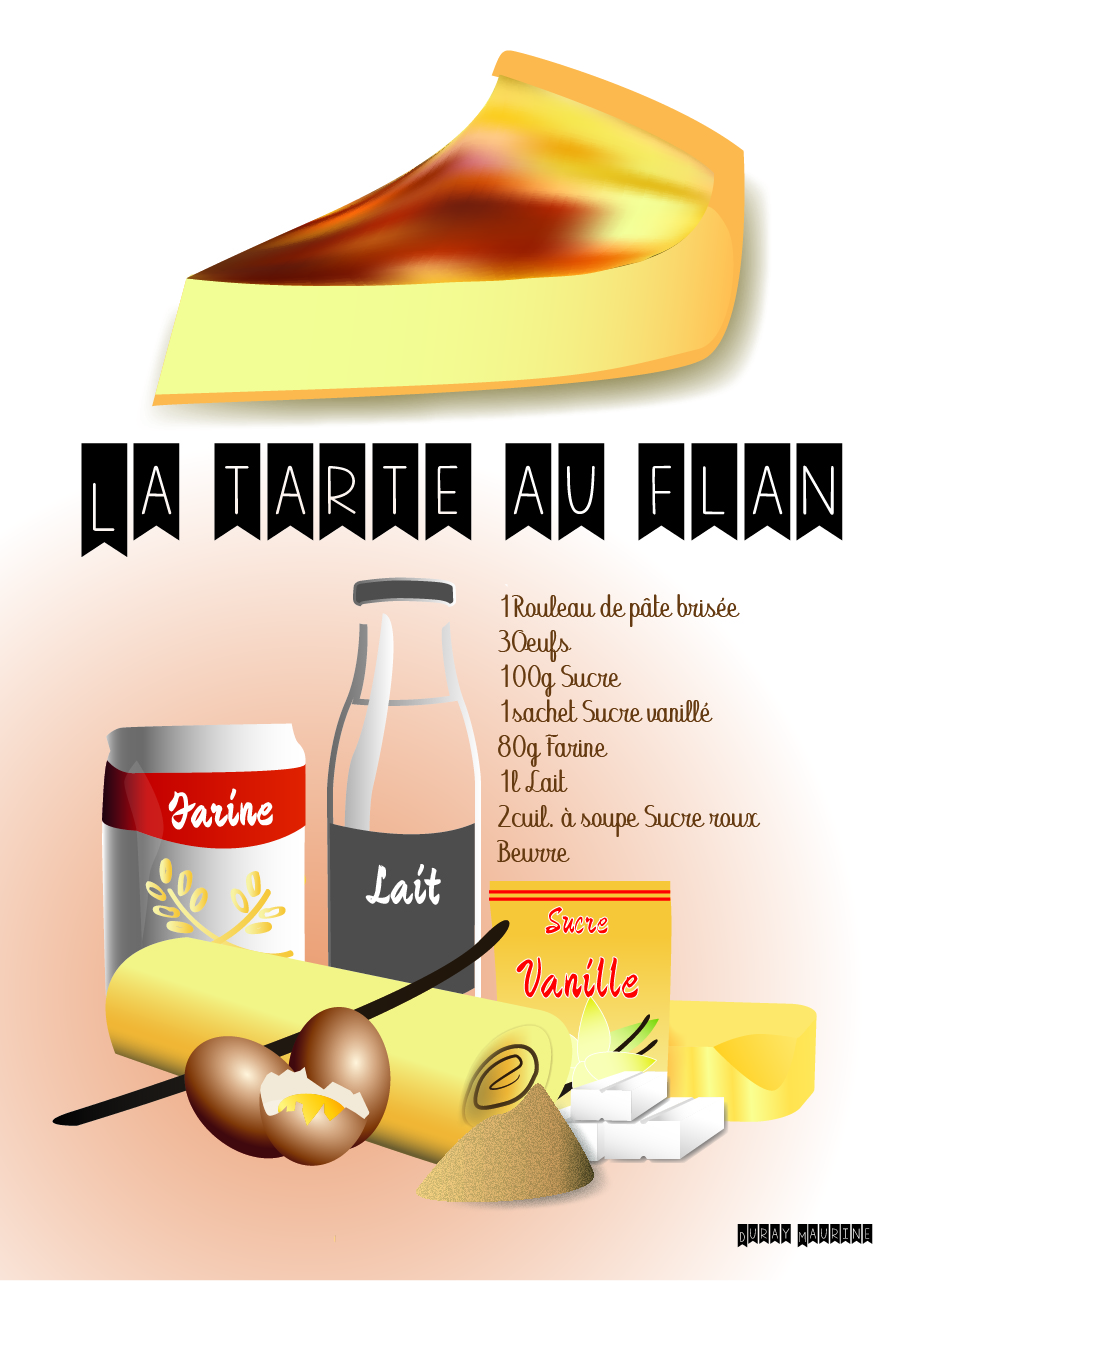 LA TARTE AU FLAN
1Rouleau de pâte brisée
3Oeufs
100g Sucre
1sachet Sucre vanillé
80g Farine
1l Lait
2cuil. à soupe Sucre roux
Beurre
Farine
Lait
Sucre
Vanille
DURAY MAURINE